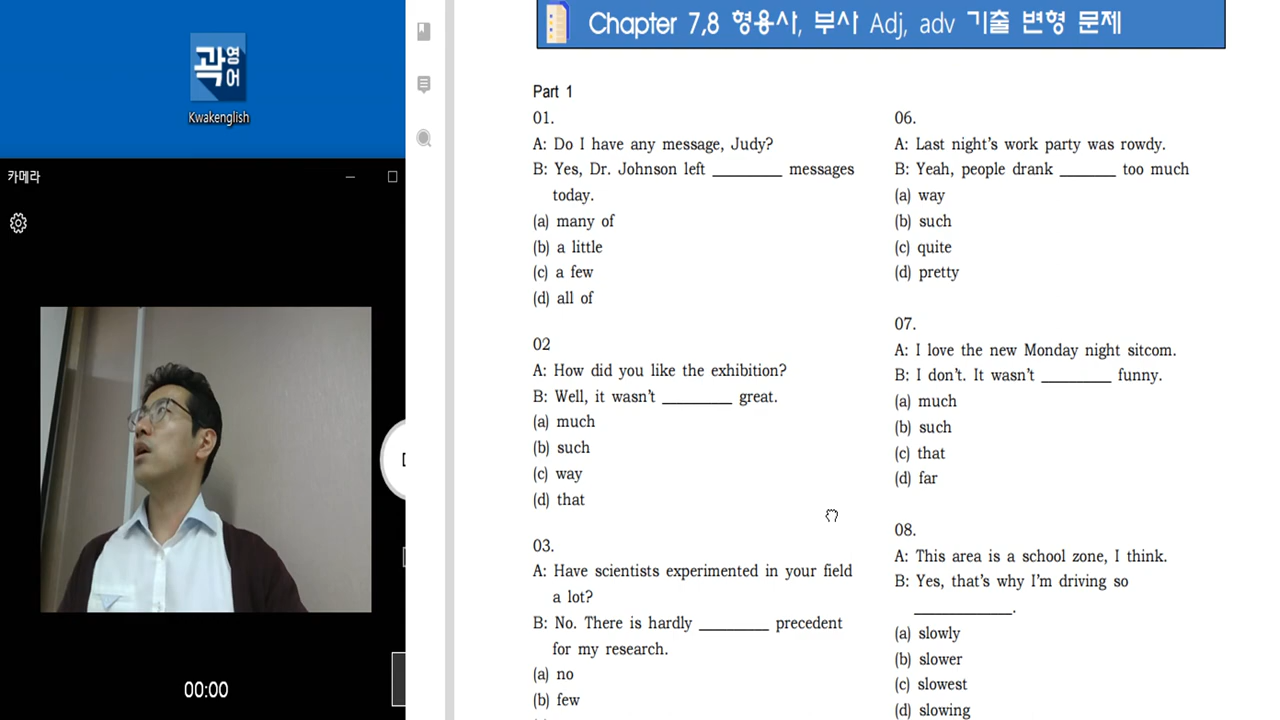 곽영어
Kwakenglish
카메라
00:00
Chapter 7,8 형용사, 부사 Adj, adv 기출 변형 문제
Part 1
01.
A: Do I have any message, Judy?
B: Yes, Dr. Johnson left ________ messages
today.
(a) many of
(b) a little
(c) a few
(d) all of
02
A: How did you like the exhibition?
B: Well, it wasn't ________ great.
(a) much
(b) such
(c) way
(d) that
03.
A: Have scientists experimented in your field
a lot?
B: No. There is hardly ________ precedent
for my research.
(a) no
(b) few
06.
A: Last night's work party was rowdy.
B: Yeah, people drank _______ too much
(a) way
(b) such
(c) quite
(d) pretty
07.
A: I love the new Monday night sitcom.
B: I don't. It wasn't ________ funny.
(a) much
(b) such
(c) that
(d) far
08.
A: This area is a school zone, I think.
B: Yes, that's why I'm driving so
___________.
(a) slowly
(b) slower
(c) slowest
(d) slowing